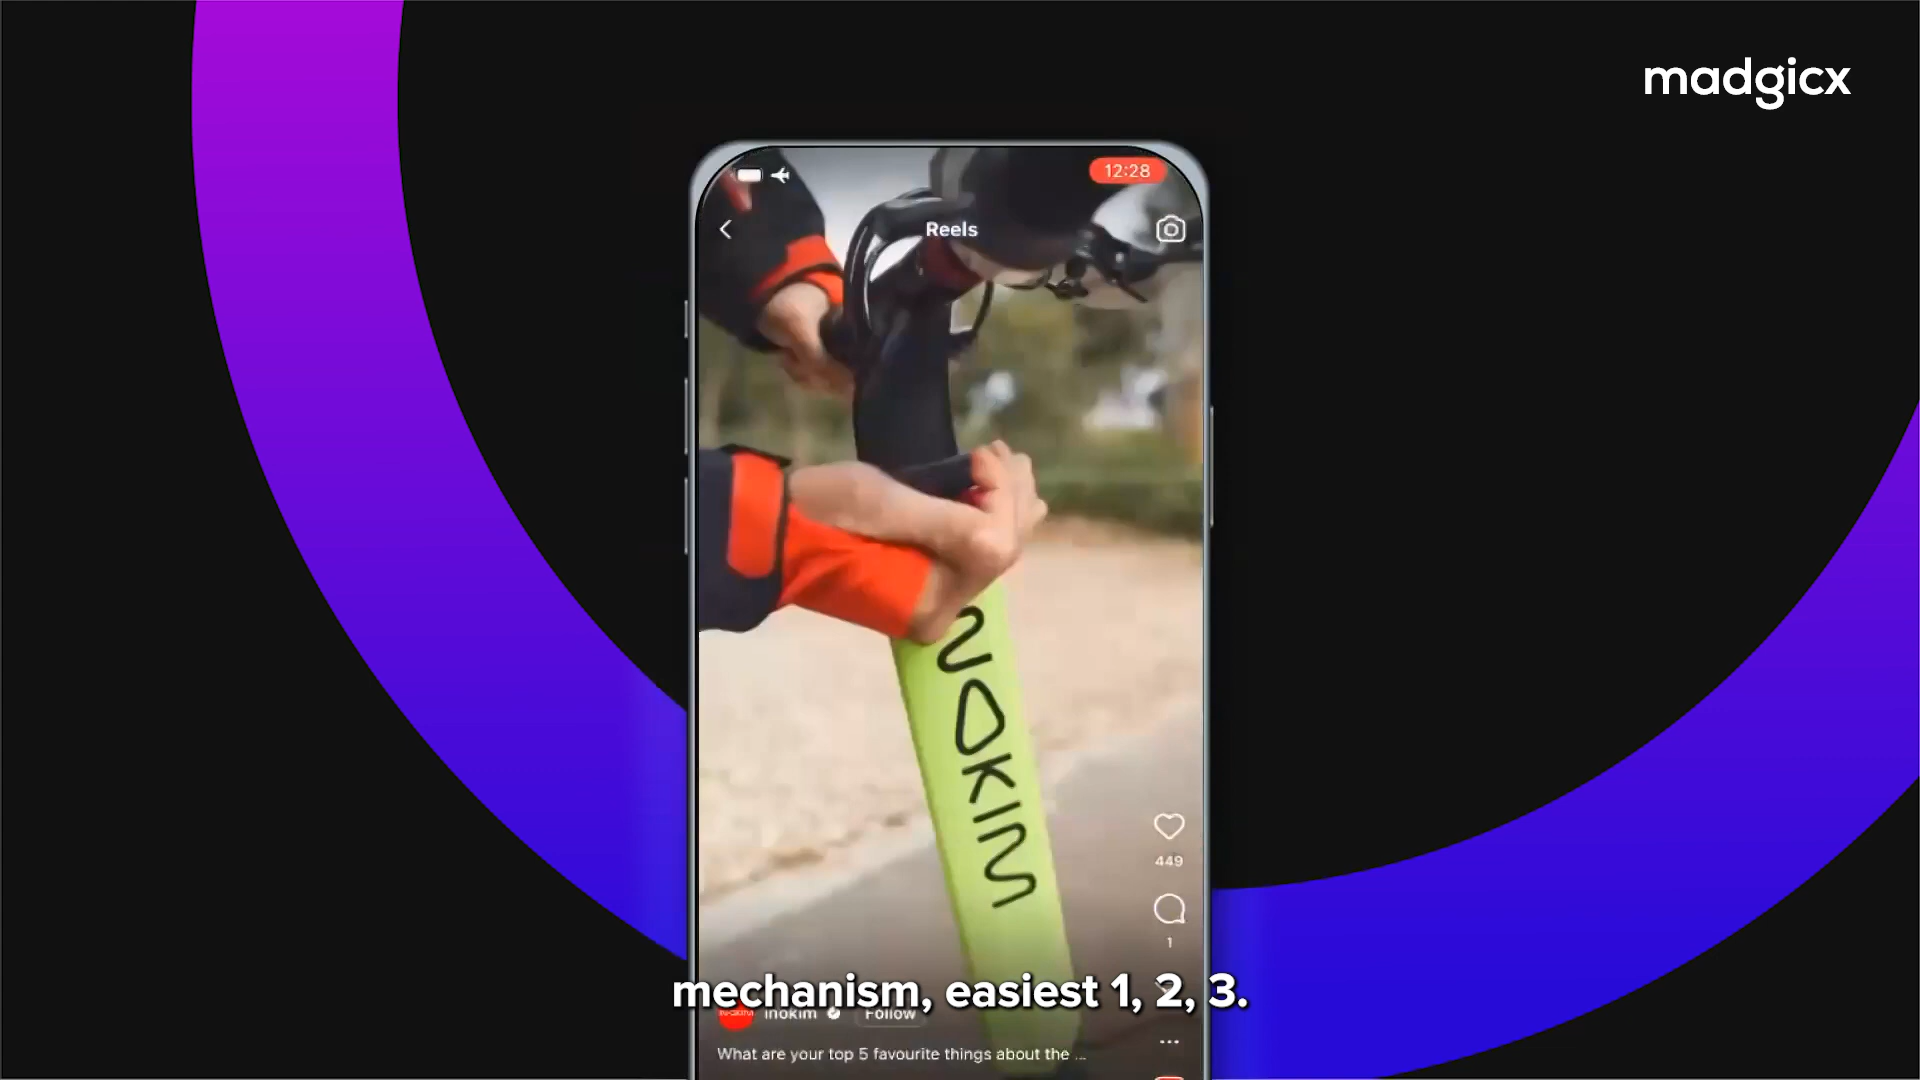 madgicx
12:28
Reels
NOKIM
449
1
mechanism, easiest 1, 2, 3.
inokim
Follow
What are your top 5 favourite things about the ...